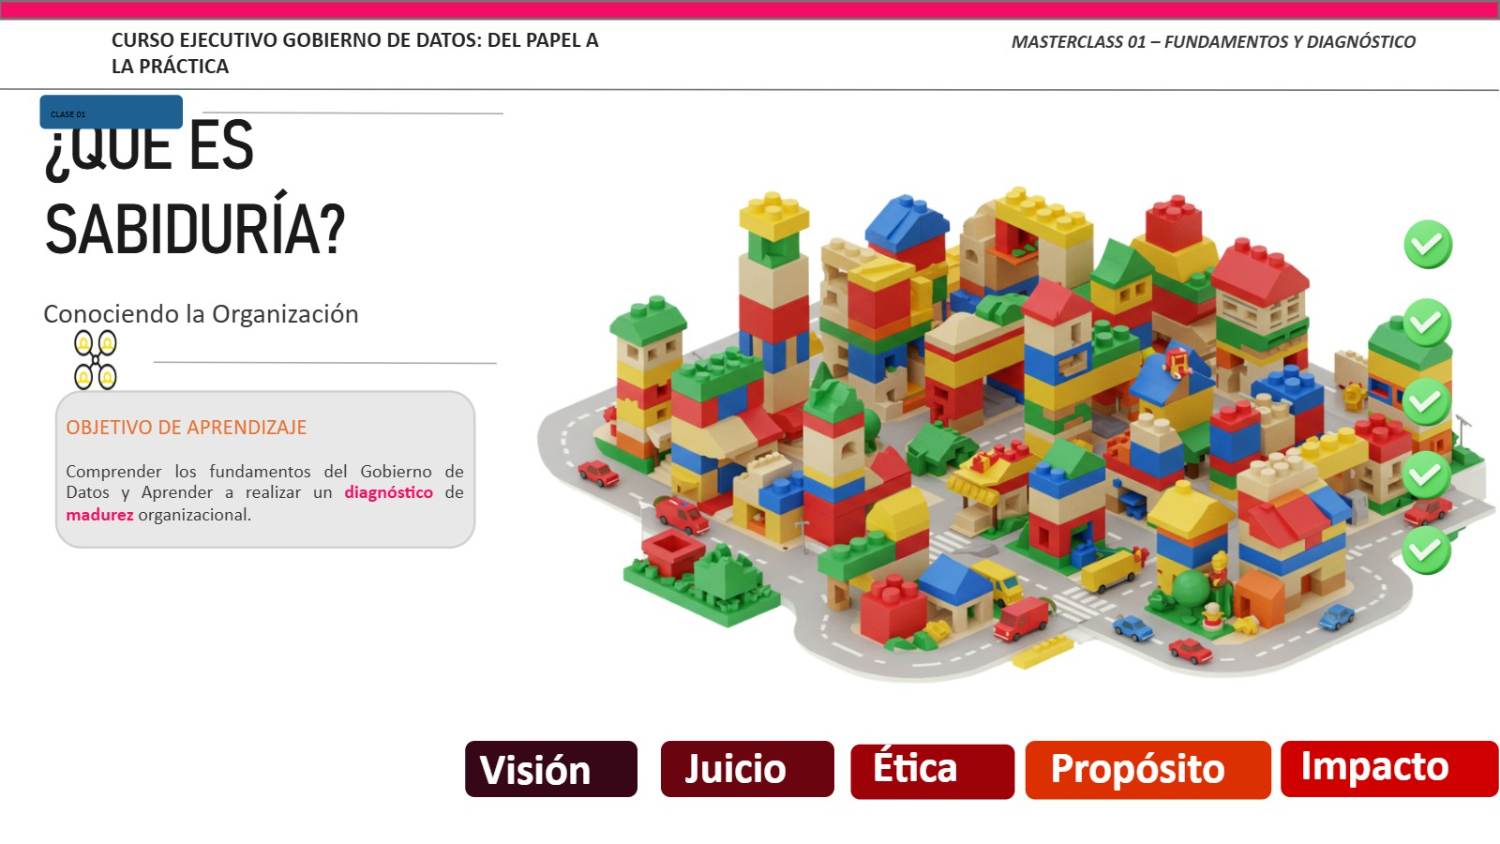 CURSO EJECUTIVO GOBIERNO DE DATOS: DEL PAPEL A
LA PRÁCTICA
MASTERCLASS 01 – FUNDAMENTOS Y DIAGNÓSTICO
CLASE 01
¿QUE ES
SABIDURÍA?
Conociendo la Organización
OBJETIVO DE APRENDIZAJE
Comprender los fundamentos del Gobierno de
Datos y Aprender a realizar un diagnóstico de
madurez organizacional.
Visión
Juicio
Ética
Propósito
Impacto